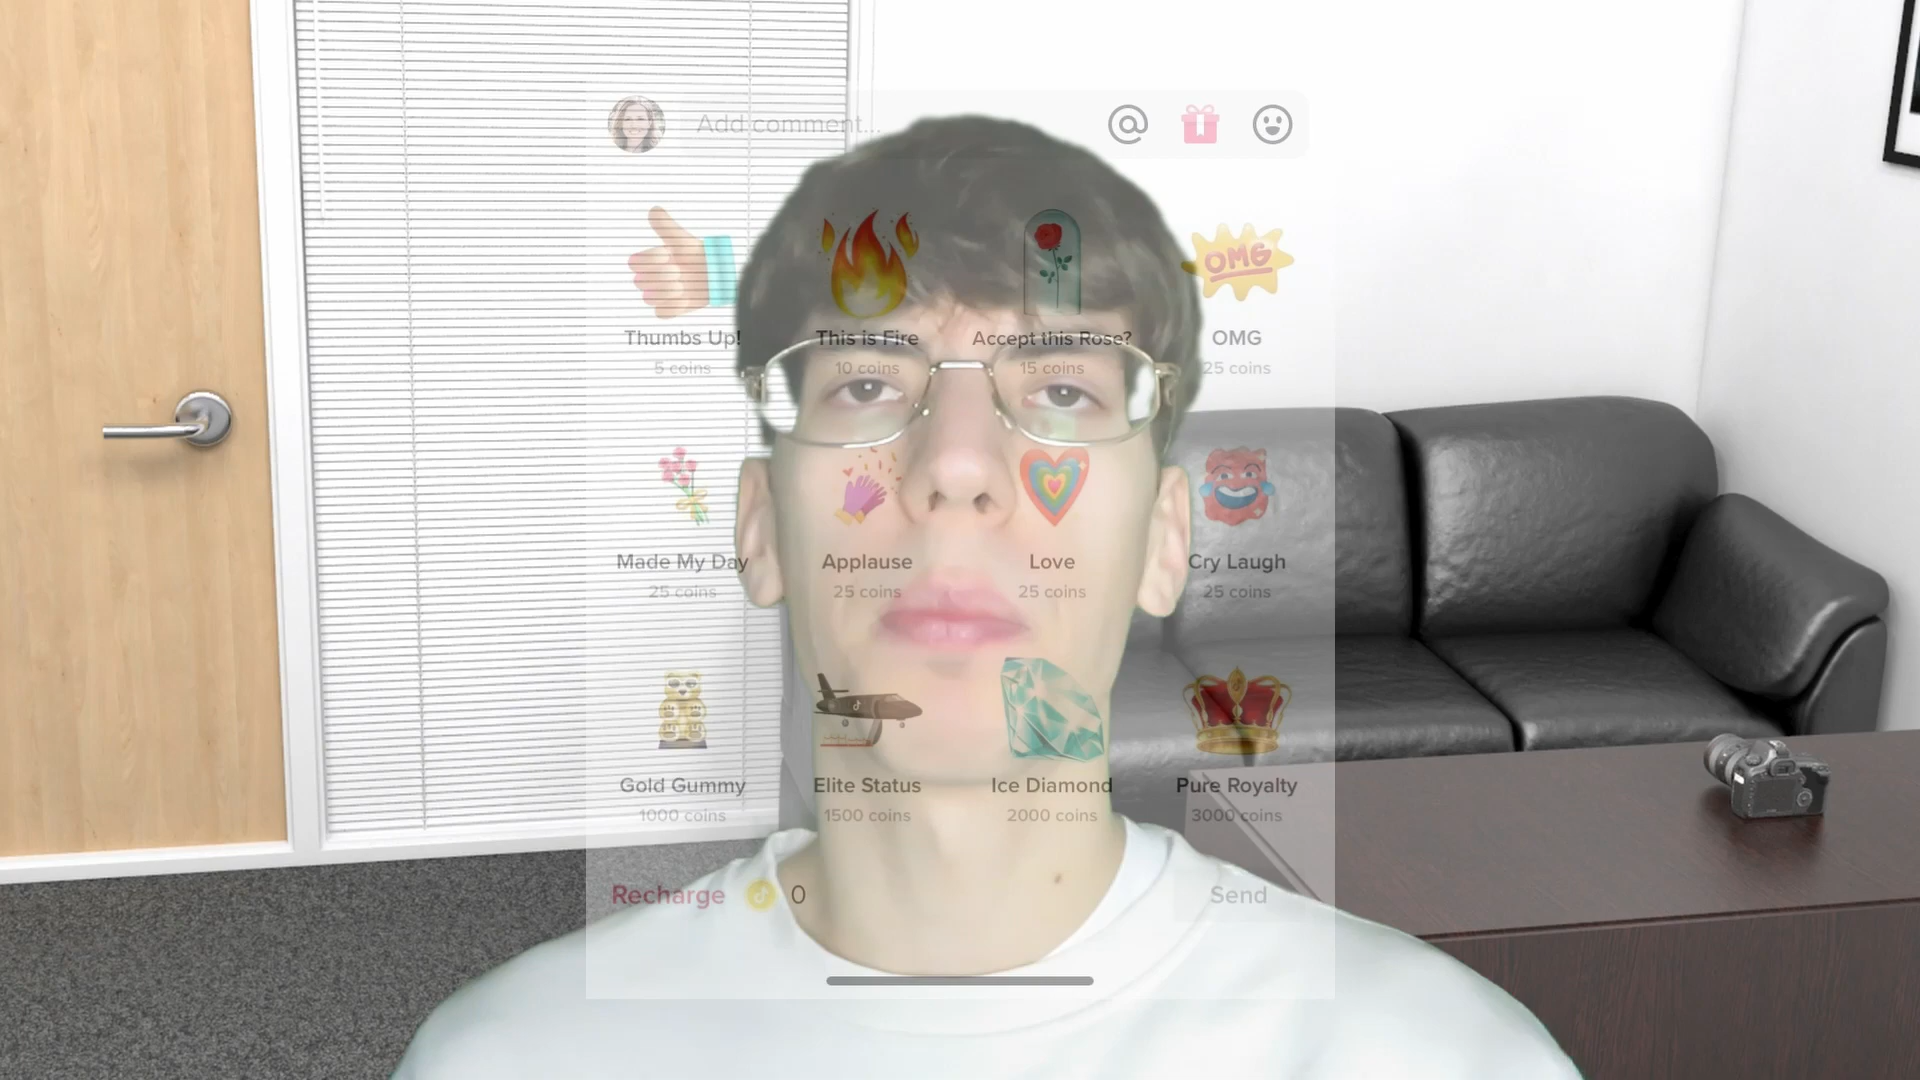 Add comment...
OMG
Thumbs Up! This is Fire Accept this Rose? OMG
5 coins 10 coins 15 coins 25 coins
Made My Day Applause Love Cry Laugh
25 coins 25 coins 25 coins 25 coins
Gold Gummy Elite Status Ice Diamond Pure Royalty
1000 coins 1500 coins 2000 coins 3000 coins
Recharge 0 Send